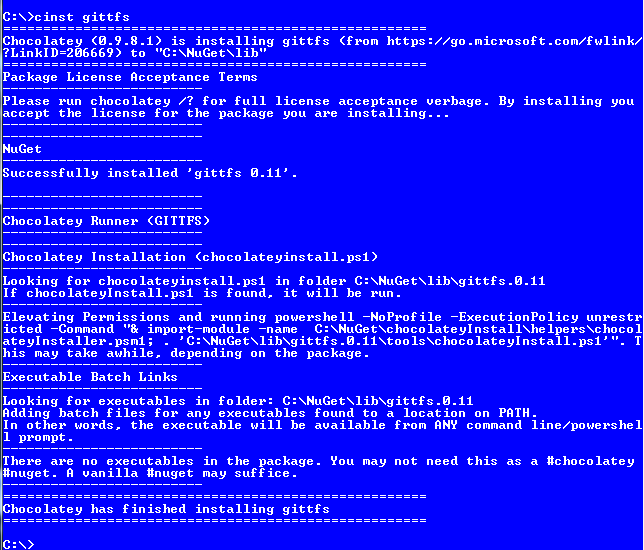 C:\>cinst gittfs
=====================================================
Chocolatey (0.9.8.1) is installing gittfs (from https://go.microsoft.com/fwlink/
?LinkID=206669) to "C:\NuGet\lib"
=====================================================
Package License Acceptance Terms
-------------------------
Please run chocolatey /? for full license acceptance verbage. By installing you
accept the license for the package you are installing...
-------------------------
-------------------------
NuGet
-------------------------
Successfully installed 'gittfs 0.11'.
-------------------------
-------------------------
Chocolatey Runner (GITTFS)
-------------------------
-------------------------
Chocolatey Installation (chocolateyinstall.ps1)
-------------------------
Looking for chocolateyinstall.ps1 in folder C:\NuGet\lib\gittfs.0.11
If chocolateyInstall.ps1 is found, it will be run.
-------------------------
Elevating Permissions and running powershell -NoProfile -ExecutionPolicy unrestr
icted -Command "& import-module -name  C:\NuGet\chocolateyInstall\helpers\chocol
ateyInstaller.psm1; . 'C:\NuGet\lib\gittfs.0.11\tools\chocolateyInstall.ps1'". T
his may take awhile, depending on the package.
-------------------------
Executable Batch Links
-------------------------
Looking for executables in folder: C:\NuGet\lib\gittfs.0.11
Adding batch files for any executables found to a location on PATH.
In other words, the executable will be available from ANY command line/powershel
l prompt.
-------------------------
There are no executables in the package. You may not need this as a #chocolatey
#nuget. A vanilla #nuget may suffice.
-------------------------
=====================================================
Chocolatey has finished installing gittfs
=====================================================
C:\>